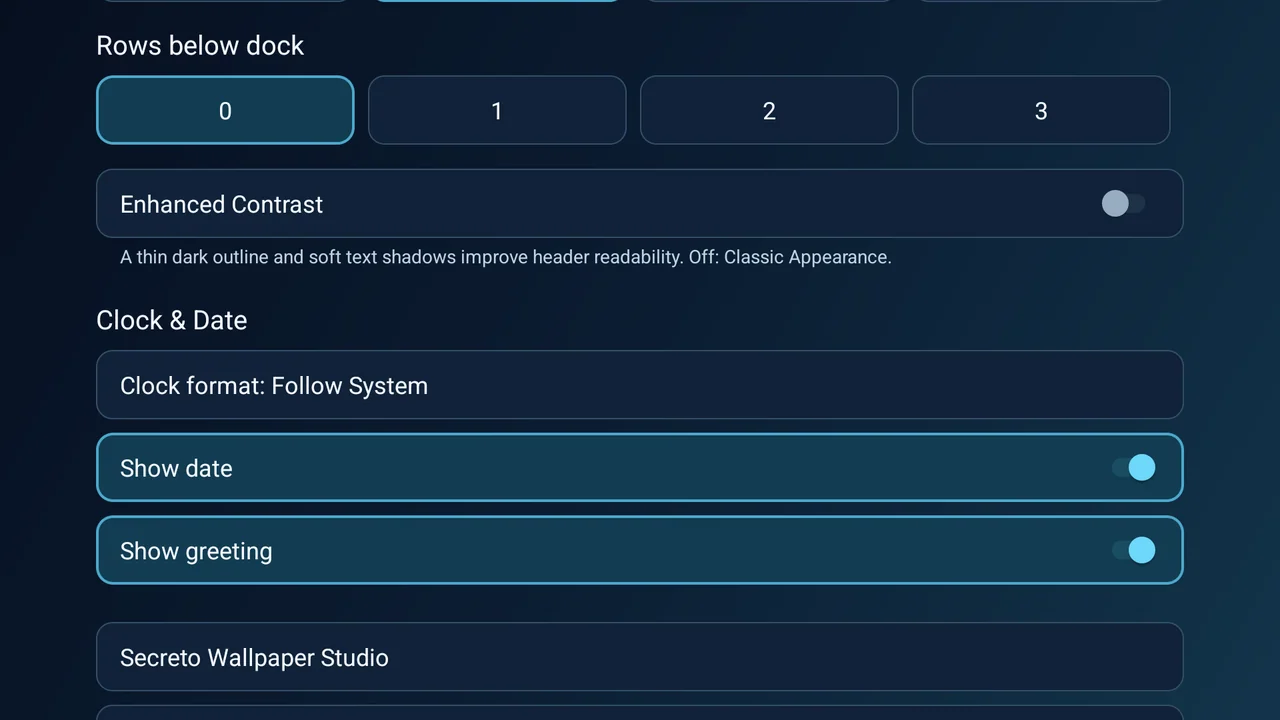 Rows below dock
0
1
2
3
Enhanced Contrast
A thin dark outline and soft text shadows improve header readability. Off: Classic Appearance.
Clock & Date
Clock format: Follow System
Show date
Show greeting
Secreto Wallpaper Studio